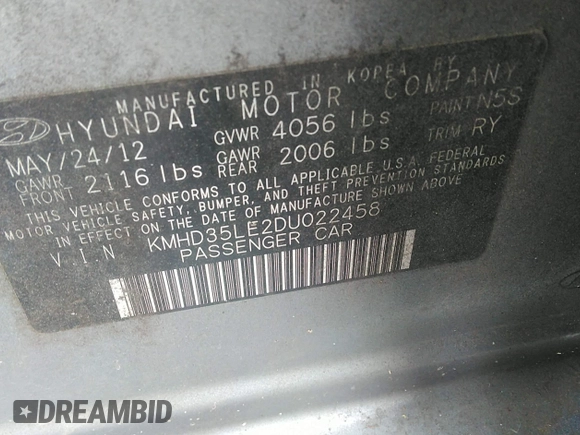 MANUFACTURED IN KOREA BY
HYUNDAI MOTOR COMPANY
MAY/24/12 GVWR 4056 lbs PAINT N5S
GAWR FRONT 2116 lbs GAWR REAR 2006 lbs TRIM RY
THIS VEHICLE CONFORMS TO ALL APPLICABLE U.S.A. FEDERAL
MOTOR VEHICLE SAFETY, BUMPER, AND THEFT PREVENTION STANDARDS
IN EFFECT ON THE DATE OF MANUFACTURE SHOWN ABOVE
V I N KMHD35LE2DU022458
PASSENGER CAR
DREAMBID